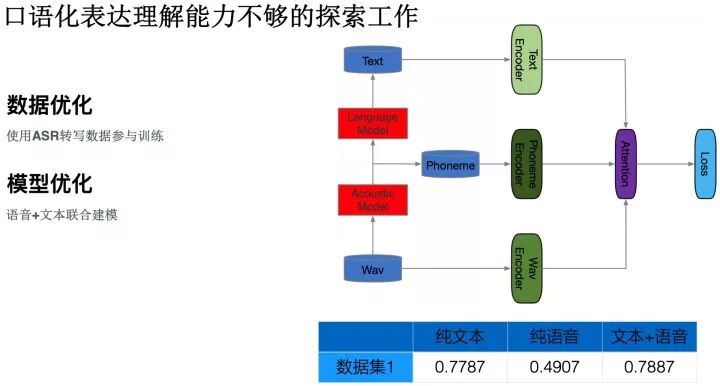 口语化表达理解能力不够的探索工作
数据优化
使用ASR转写数据参与训练
模型优化
语音+文本联合建模
Text
Text Encoder
Language Model
Phoneme
Phoneme Encoder
Attention
Loss
Acoustic Model
Wav
Wav Encoder
纯文本 纯语音 文本+语音
数据集1 0.7787 0.4907 0.7887